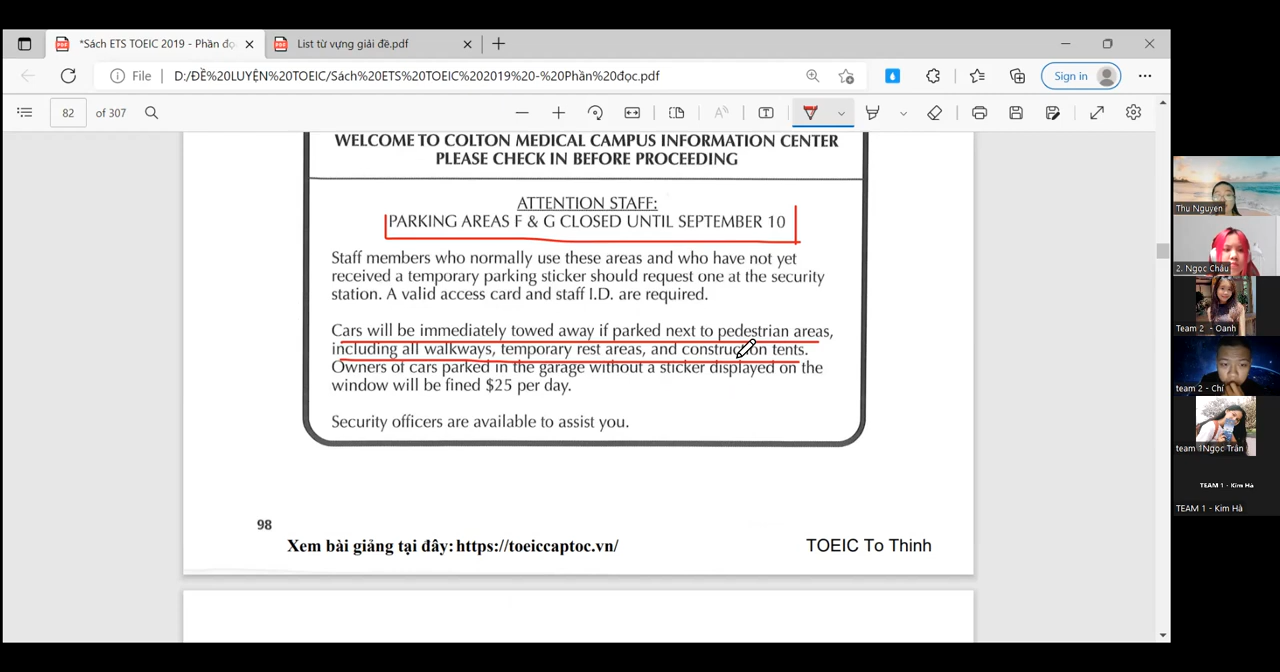 *Sách ETS TOEIC 2019 - Phần đọc
List từ vựng giải đề.pdf
File
D:/ĐỀ%20LUYỆN%20TOEIC/Sách%20ETS%20TOEIC%202019%20-%20Phần%20đọc.pdf
Sign in
82 of 307
WELCOME TO COLTON MEDICAL CAMPUS INFORMATION CENTER
PLEASE CHECK IN BEFORE PROCEEDING
ATTENTION STAFF:
PARKING AREAS F & G CLOSED UNTIL SEPTEMBER 10
Staff members who normally use these areas and who have not yet
received a temporary parking sticker should request one at the security
station. A valid access card and staff I.D. are required.
Cars will be immediately towed away if parked next to pedestrian areas,
including all walkways, temporary rest areas, and construction tents.
Owners of cars parked in the garage without a sticker displayed on the
window will be fined $25 per day.
Security officers are available to assist you.
98
Xem bài giảng tại đây: https://toeiccaptoc.vn/
TOEIC To Thinh
Thu Nguyen
2. Ngọc Châu
Team 2 - Oanh
team 2 - Chí
team 1Ngọc Trân
TEAM 1 - Kim Hà
TEAM 1 - Kim Hà